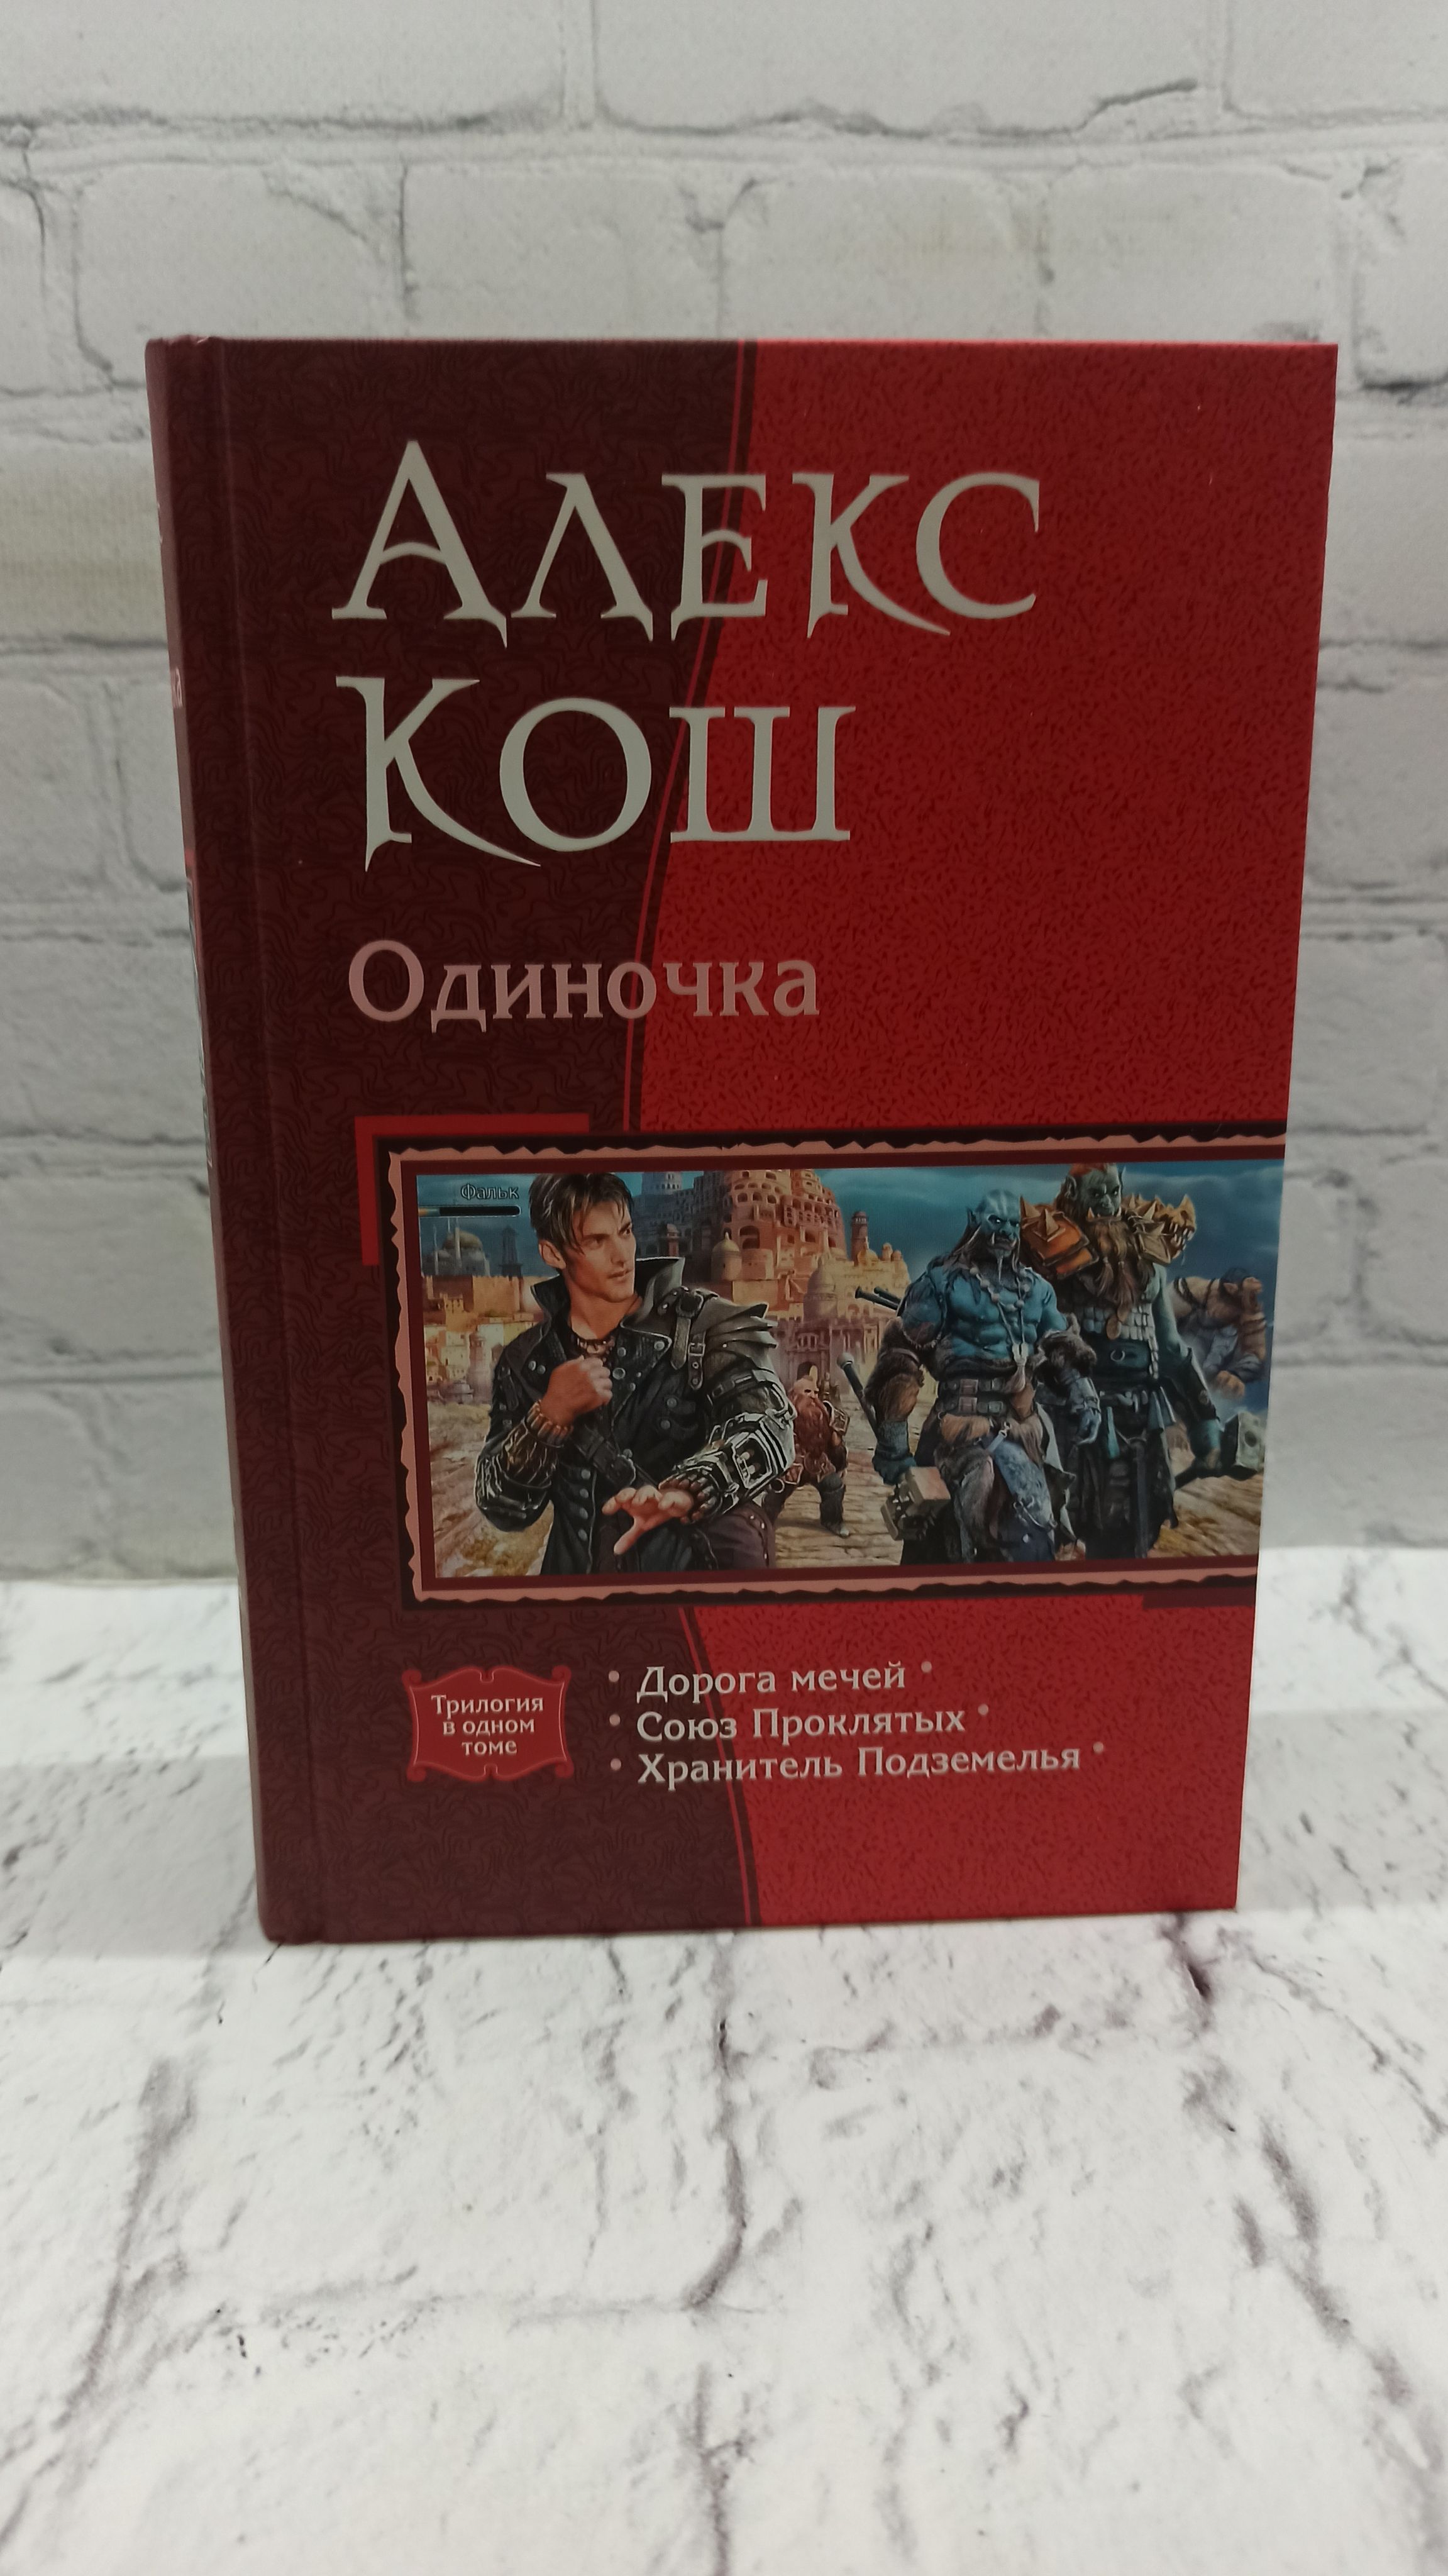 Алекс
Кош
Одиночка
Фальк
Трилогия
в одном
томе
• Дорога мечей •
• Союз Проклятых •
• Хранитель Подземелья •